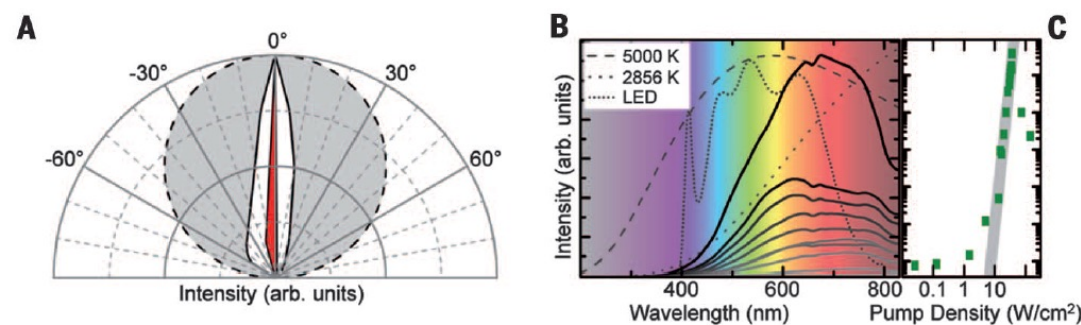 A
0°
-30°
30°
-60°
60°
Intensity (arb. units)
B
5000 K
2856 K
LED
Intensity (arb. units)
400
600
800
Wavelength (nm)
C
0.1
1
10
Pump Density (W/cm²)